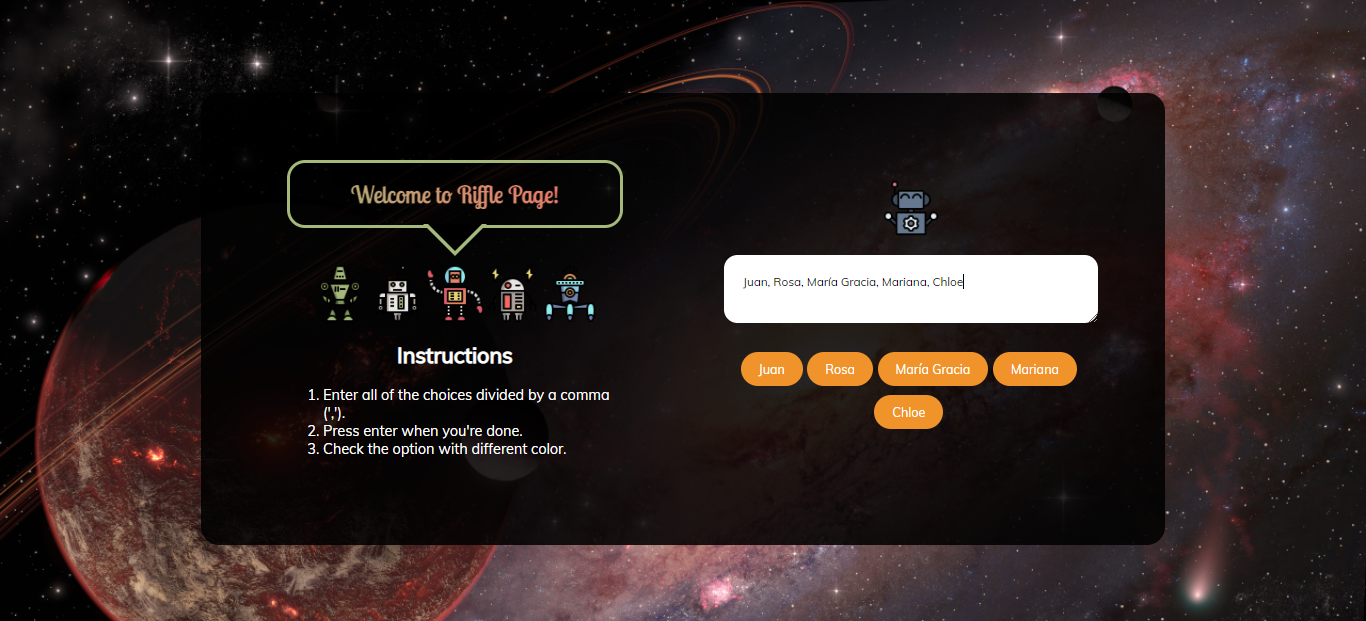 Welcome to Riffle Page!
Instructions
1. Enter all of the choices divided by a comma
(',').
2. Press enter when you're done.
3. Check the option with different color.
Juan, Rosa, María Gracia, Mariana, Chloe
Juan Rosa María Gracia Mariana
Chloe